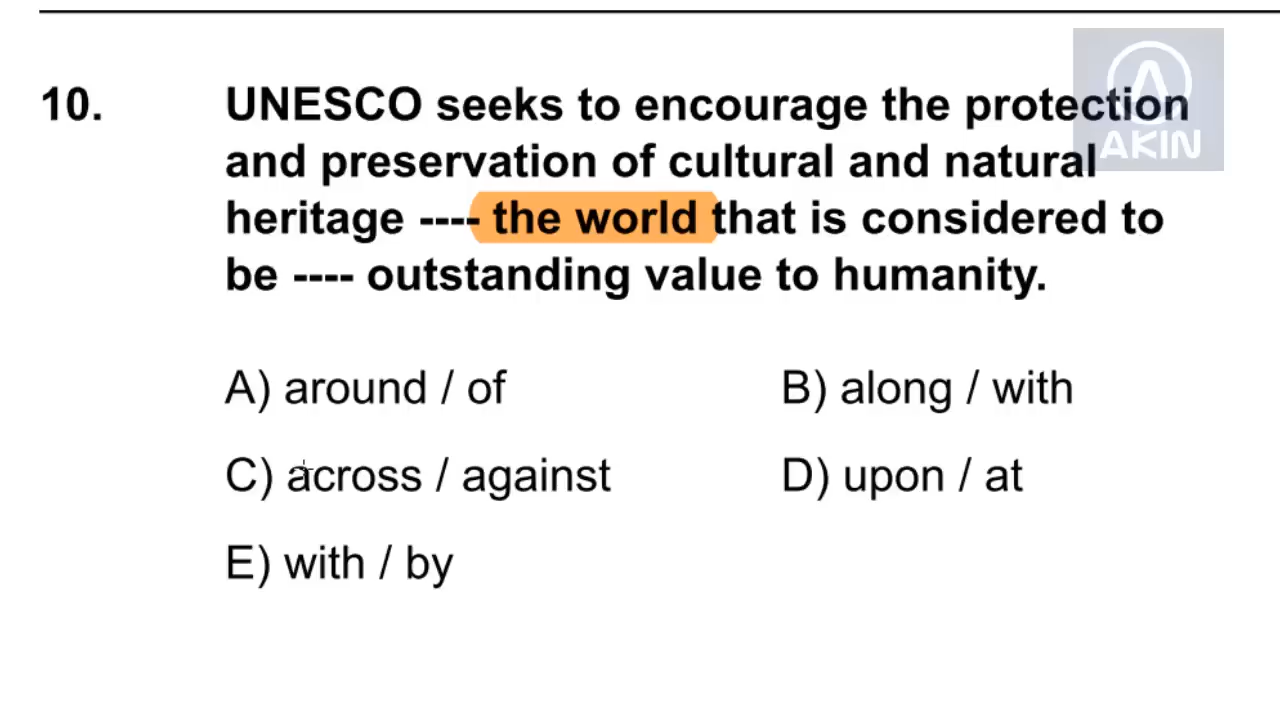 10. UNESCO seeks to encourage the protection
and preservation of cultural and natural
heritage ---- the world that is considered to
be ---- outstanding value to humanity.
A) around / of B) along / with
C) across / against D) upon / at
E) with / by
AKIN